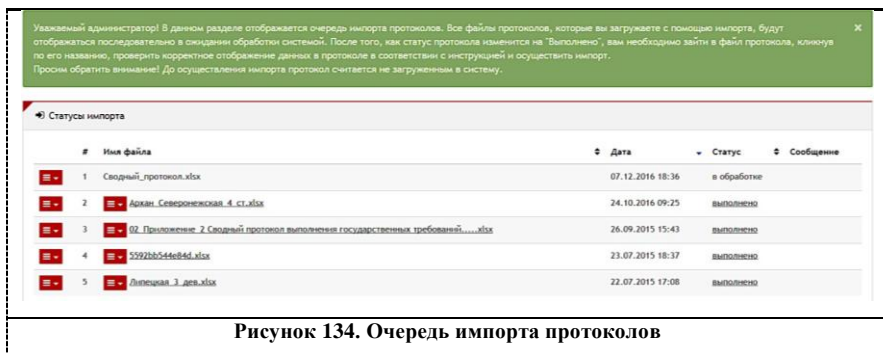 Уважаемый администратор! В данном разделе отображается очередь импорта протоколов. Все файлы протоколов, которые вы загружаете с помощью импорта, будут
отображаться последовательно в ожидании обработки системой. После того, как статус протокола изменится на "Выполнено", вам необходимо зайти в файл протокола, кликнув
по его названию, проверить корректное отображение данных в протоколе в соответствии с инструкцией и осуществить импорт.
Просим обратить внимание! До осуществления импорта протокол считается не загруженным в систему.
Статусы импорта
# Имя файла Дата Статус Сообщение
1 Сводный_протокол.xlsx 07.12.2016 18:36 в обработке
2 Аркан_Северонежская_4_ст.xlsx 24.10.2016 09:25 выполнено
3 02_Приложение_2 Сводный протокол выполнения государственных требований.....xlsx 26.09.2015 15:43 выполнено
4 5592bb544e84d.xlsx 23.07.2015 18:37 выполнено
5 Липецкая_3_дев.xlsx 22.07.2015 17:08 выполнено
Рисунок 134. Очередь импорта протоколов